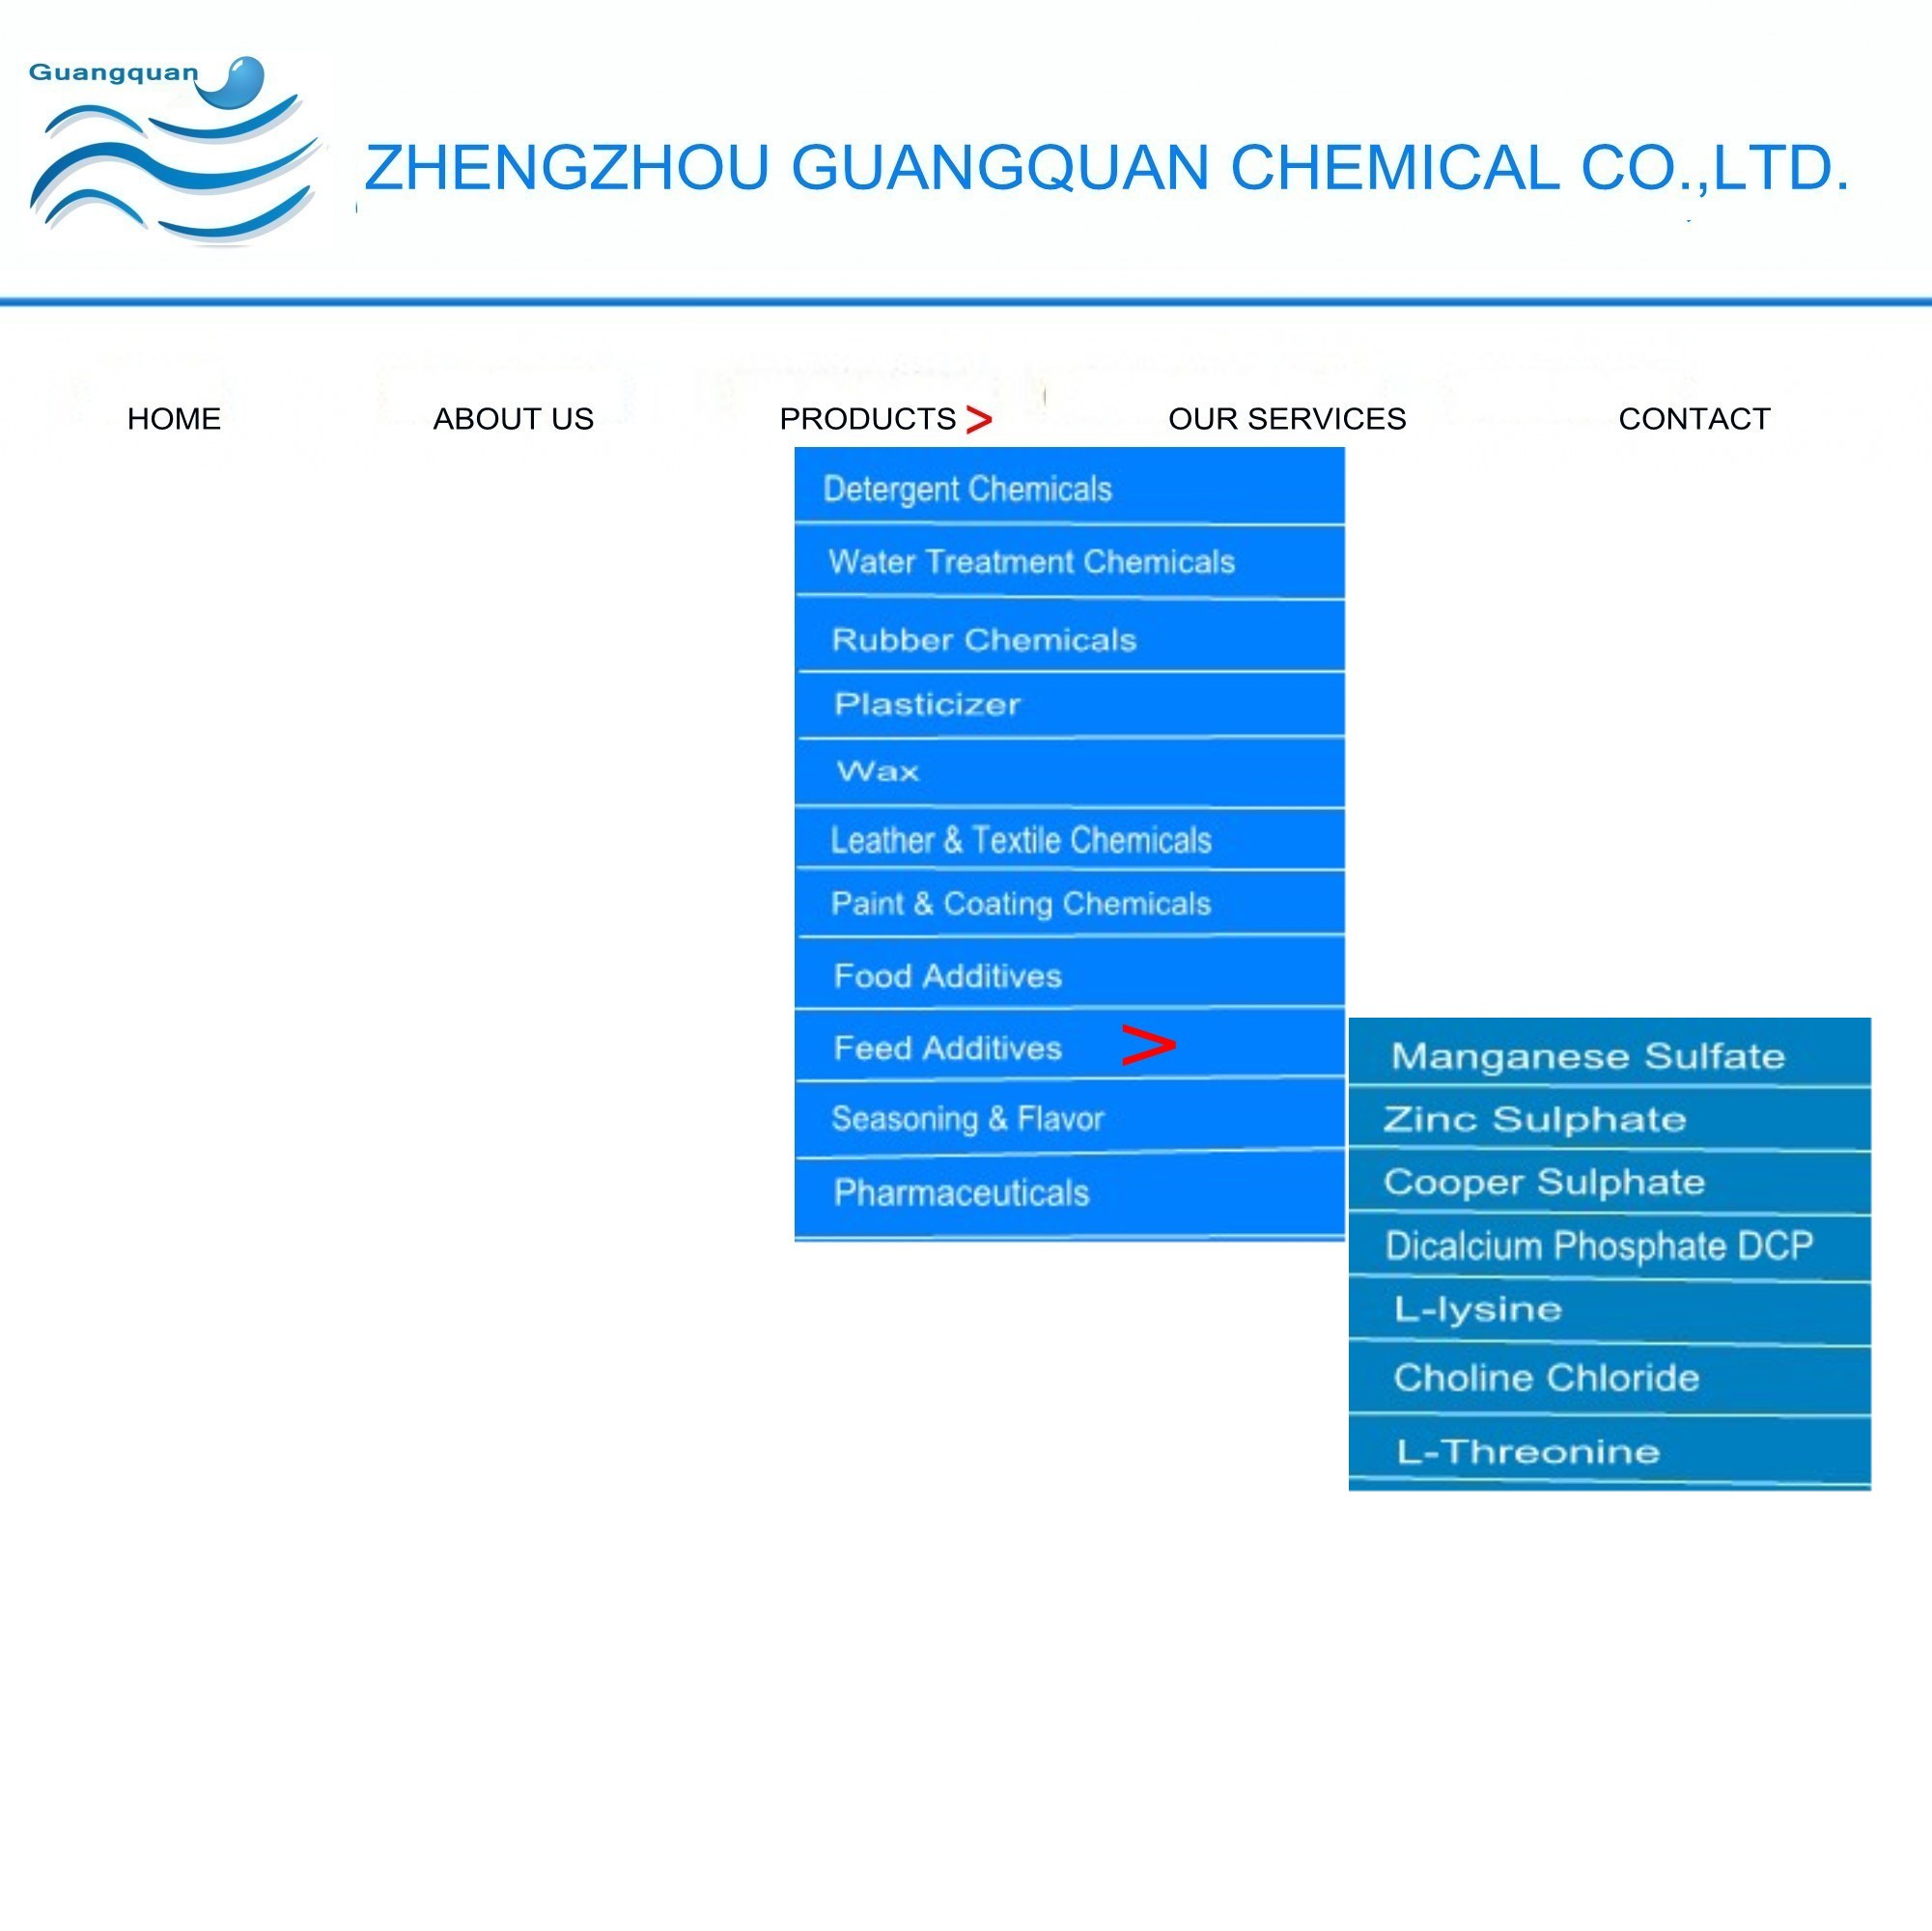 Guangquan
ZHENGZHOU GUANGQUAN CHEMICAL CO.,LTD.
HOME ABOUT US PRODUCTS > OUR SERVICES CONTACT
Detergent Chemicals
Water Treatment Chemicals
Rubber Chemicals
Plasticizer
Wax
Leather & Textile Chemicals
Paint & Coating Chemicals
Food Additives
Feed Additives >
Seasoning & Flavor
Pharmaceuticals
Manganese Sulfate
Zinc Sulphate
Cooper Sulphate
Dicalcium Phosphate DCP
L-lysine
Choline Chloride
L-Threonine